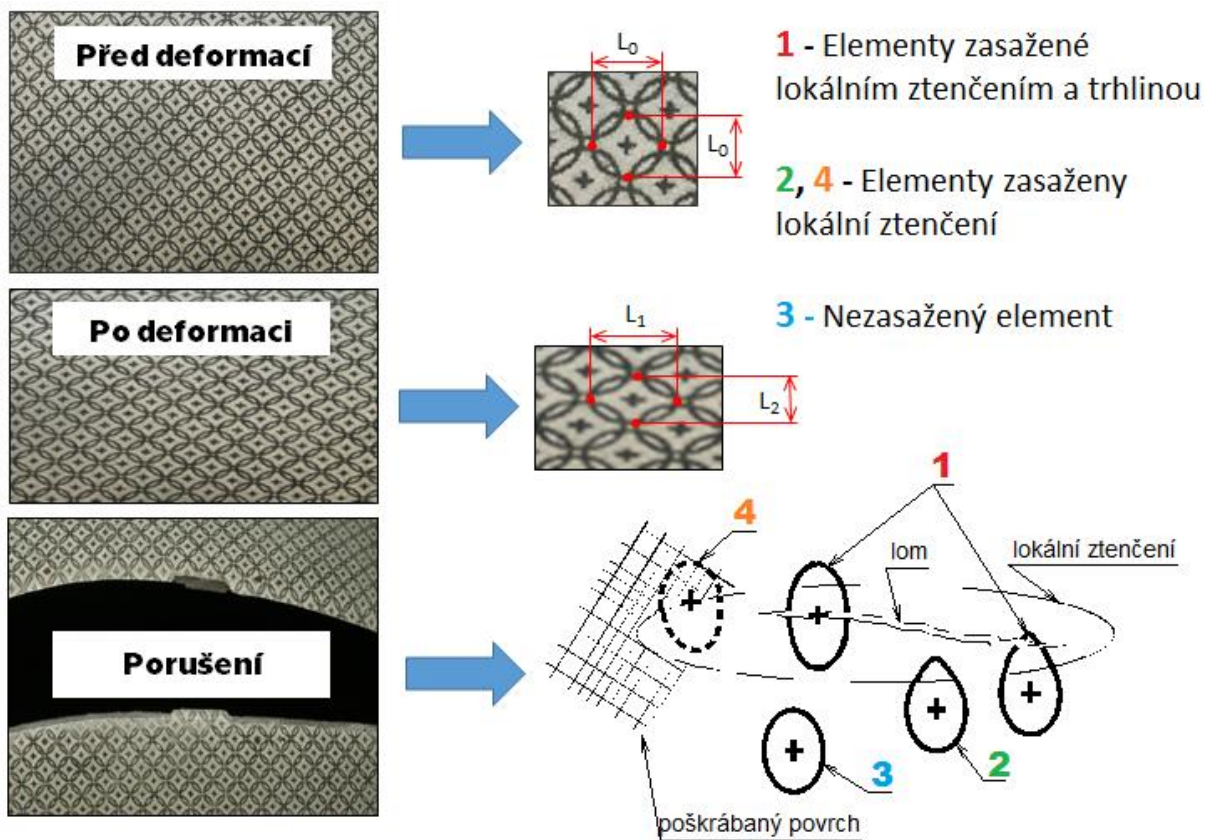 Před deformací
L₀
L₀
1 - Elementy zasažené
lokálním ztenčením a trhlinou
2, 4 - Elementy zasaženy
lokální ztenčení
3 - Nezasažený element
Po deformaci
L₁
L₂
Porušení
1
4
lom
lokální ztenčení
3
2
poškrábaný povrch